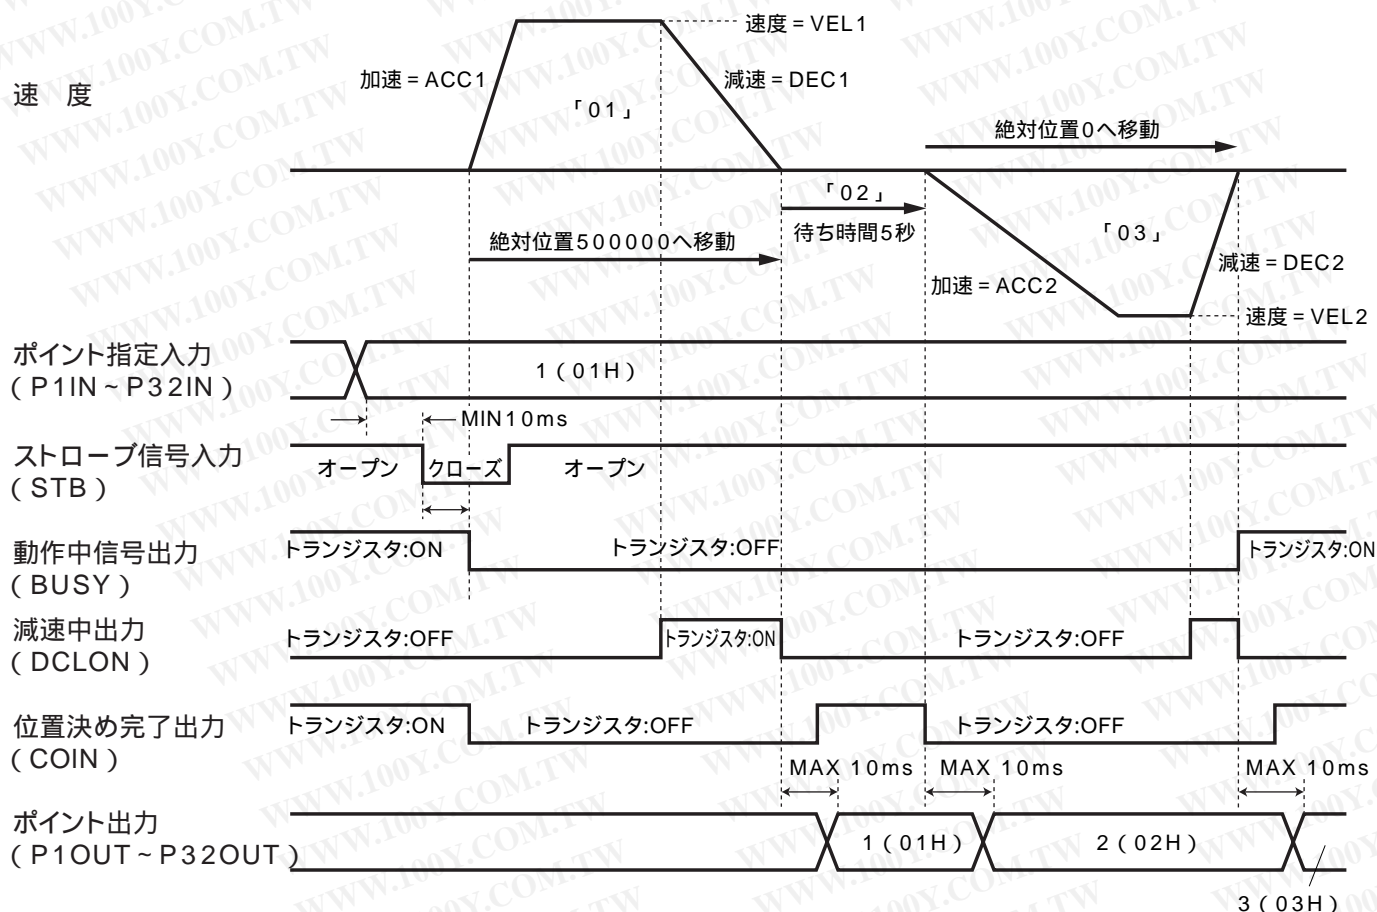 速度 = VEL1
加速 = ACC1
減速 = DEC1
速 度
「01」
絶対位置0へ移動
「02」
待ち時間5秒
「03」
絶対位置500000へ移動
減速 = DEC2
加速 = ACC2
速度 = VEL2
ポイント指定入力
( P1IN ~ P32IN )
1 ( 01H )
MIN10ms
ストローブ信号入力
( STB )
オープン
クローズ
オープン
動作中信号出力
( BUSY )
トランジスタ:ON
トランジスタ:OFF
トランジスタ:ON
減速中出力
( DCLON )
トランジスタ:OFF
トランジスタ:ON
トランジスタ:OFF
位置決め完了出力
( COIN )
トランジスタ:ON
トランジスタ:OFF
トランジスタ:OFF
MAX 10ms
MAX 10ms
MAX 10ms
ポイント出力
( P1OUT ~ P32OUT )
1 ( 01H )
2 ( 02H )
3 ( 03H )
WWW.100Y.COM.TW